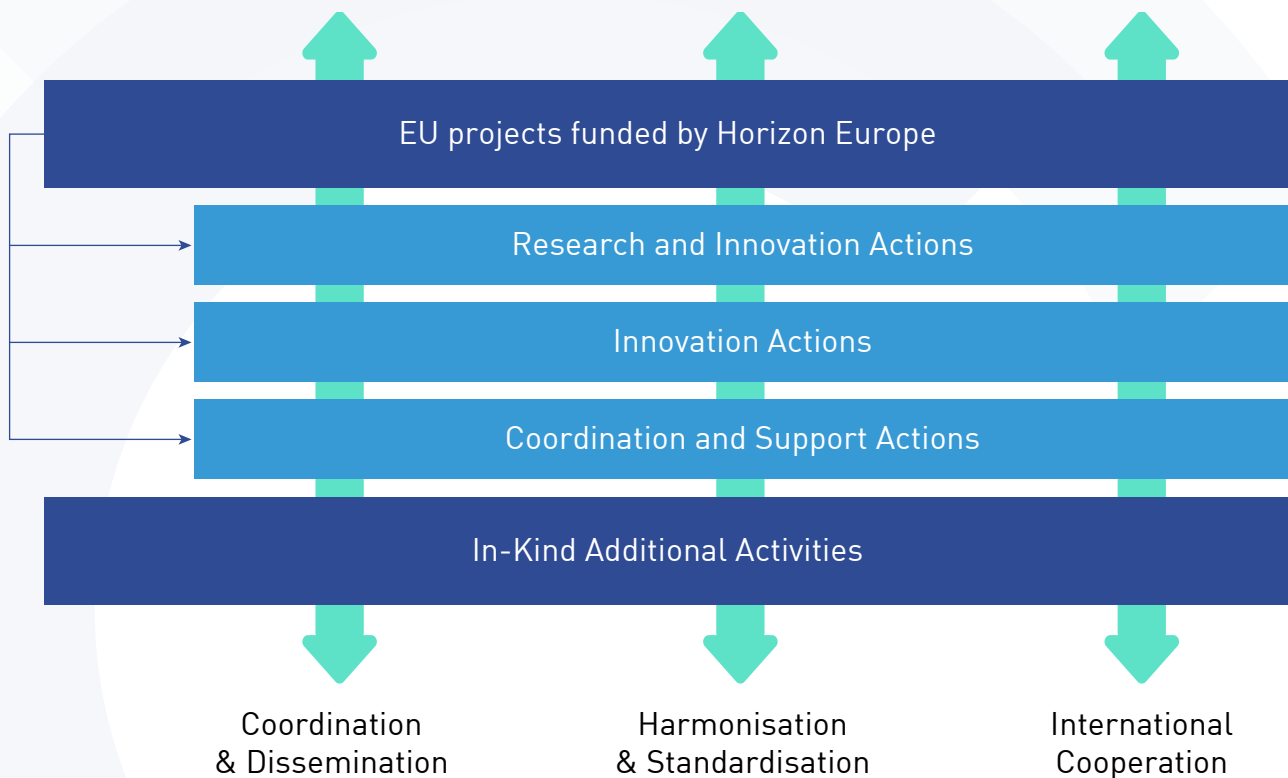 EU projects funded by Horizon Europe
Research and Innovation Actions
Innovation Actions
Coordination and Support Actions
In-Kind Additional Activities
Coordination
& Dissemination
Harmonisation
& Standardisation
International
Cooperation